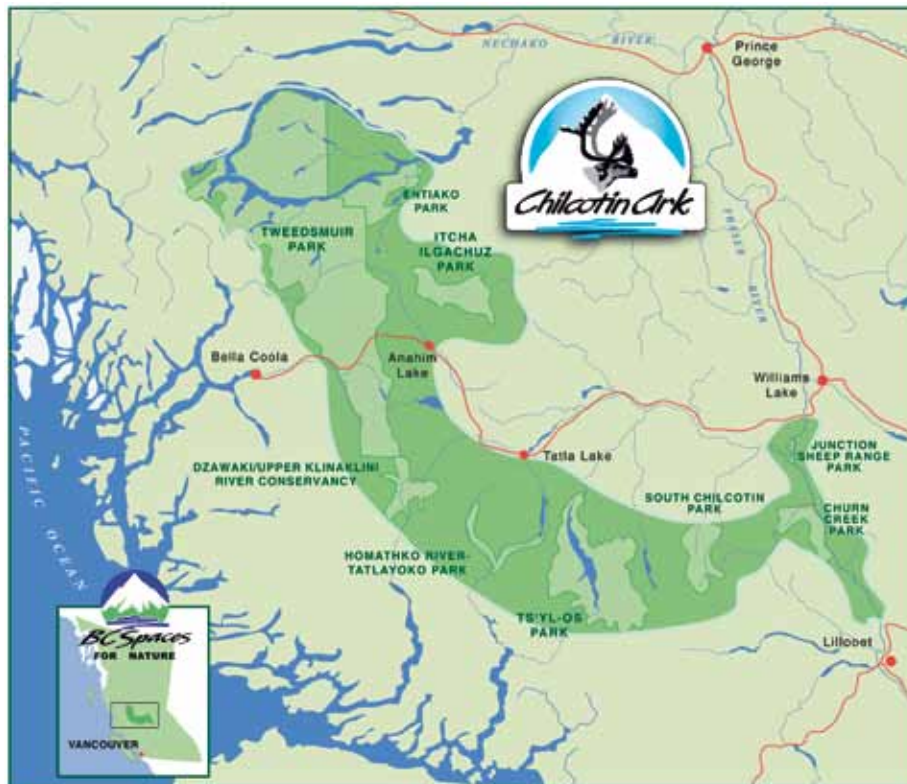 NECHAKO RIVER
Prince
George
Chilcotin Ark
ENTIAKO
PARK
TWEEDSMUIR
PARK
ITCHA
ILGACHUZ
PARK
FRASER
RIVER
Bella Coola
Anahim
Lake
Williams
Lake
PACIFIC OCEAN
Tatla Lake
JUNCTION
SHEEP RANGE
PARK
DZAWAKI/UPPER KLINAKLINI
RIVER CONSERVANCY
SOUTH CHILCOTIN
PARK
CHURN
CREEK
PARK
HOMATHKO RIVER-
TATLAYOKO PARK
TS'YL-OS
PARK
Lillooet
BC Spaces
FOR NATURE
VANCOUVER